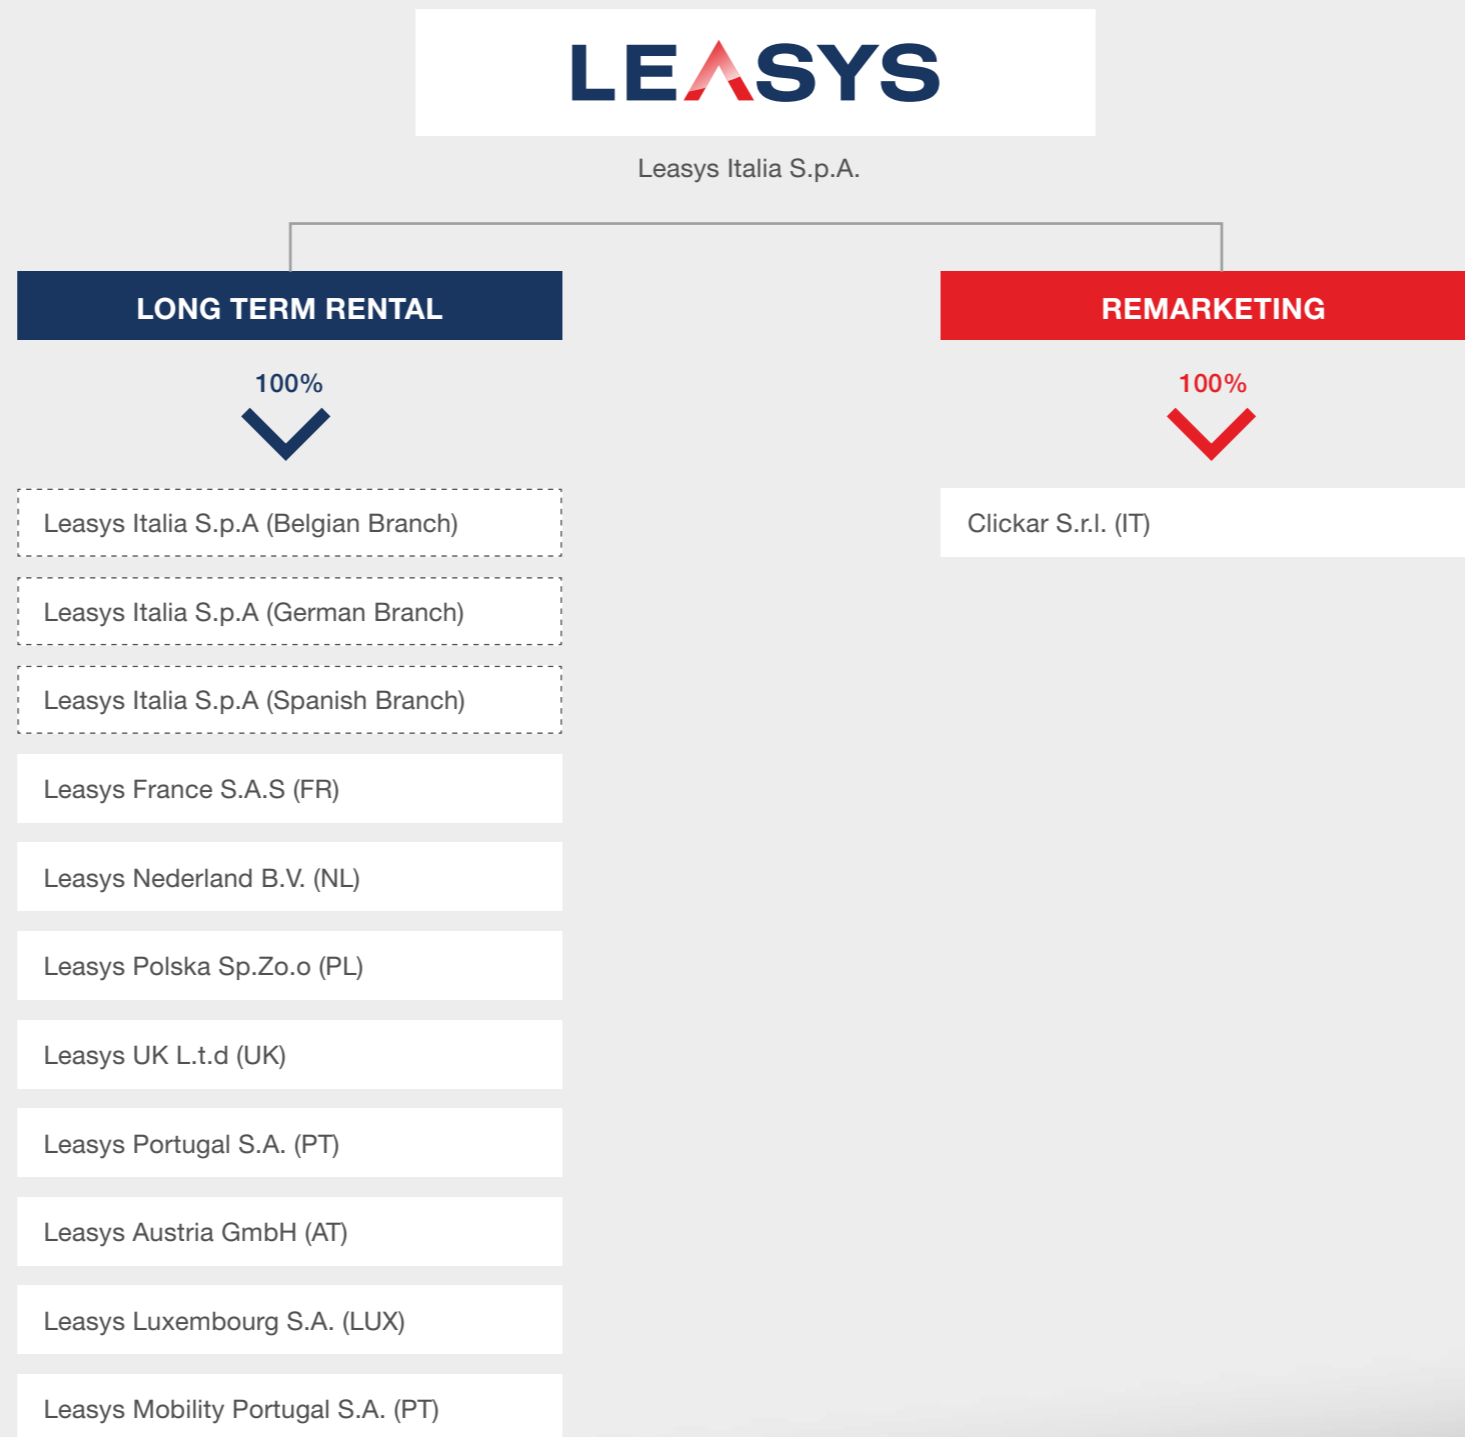 LEASYS
Leasys Italia S.p.A.
LONG TERM RENTAL
100%
Leasys Italia S.p.A (Belgian Branch)
Leasys Italia S.p.A (German Branch)
Leasys Italia S.p.A (Spanish Branch)
Leasys France S.A.S (FR)
Leasys Nederland B.V. (NL)
Leasys Polska Sp.Zo.o (PL)
Leasys UK L.t.d (UK)
Leasys Portugal S.A. (PT)
Leasys Austria GmbH (AT)
Leasys Luxembourg S.A. (LUX)
Leasys Mobility Portugal S.A. (PT)
REMARKETING
100%
Clickar S.r.l. (IT)